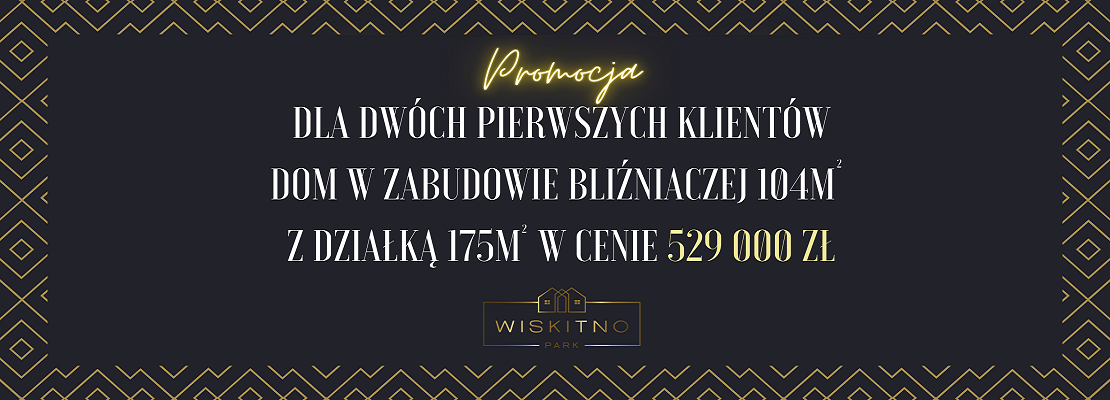 Promocja
DLA DWÓCH PIERWSZYCH KLIENTÓW
DOM W ZABUDOWIE BLIŹNIACZEJ 104M²
Z DZIAŁKĄ 175M² W CENIE 529 000 ZŁ
WISKITNO
PARK